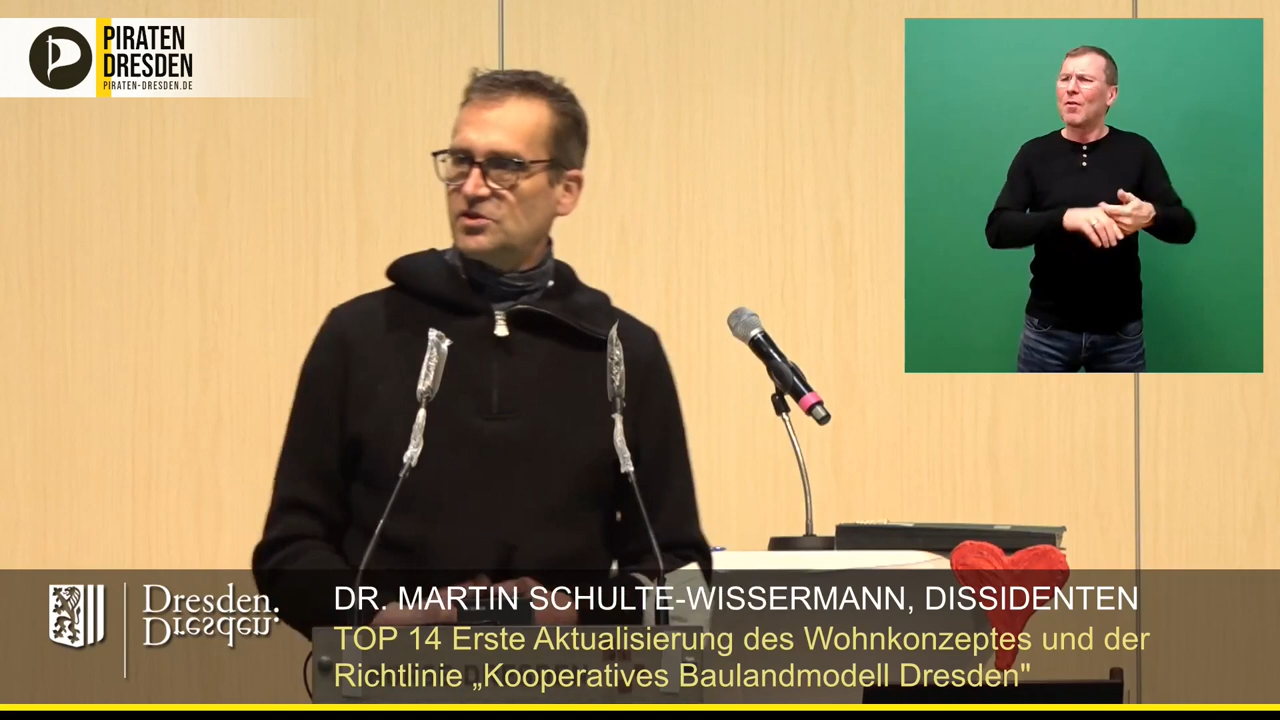 PIRATEN
DRESDEN
PIRATEN-DRESDEN.DE
Dresden.
Dresden.
DR. MARTIN SCHULTE-WISSERMANN, DISSIDENTEN
TOP 14 Erste Aktualisierung des Wohnkonzeptes und der
Richtlinie „Kooperatives Baulandmodell Dresden"